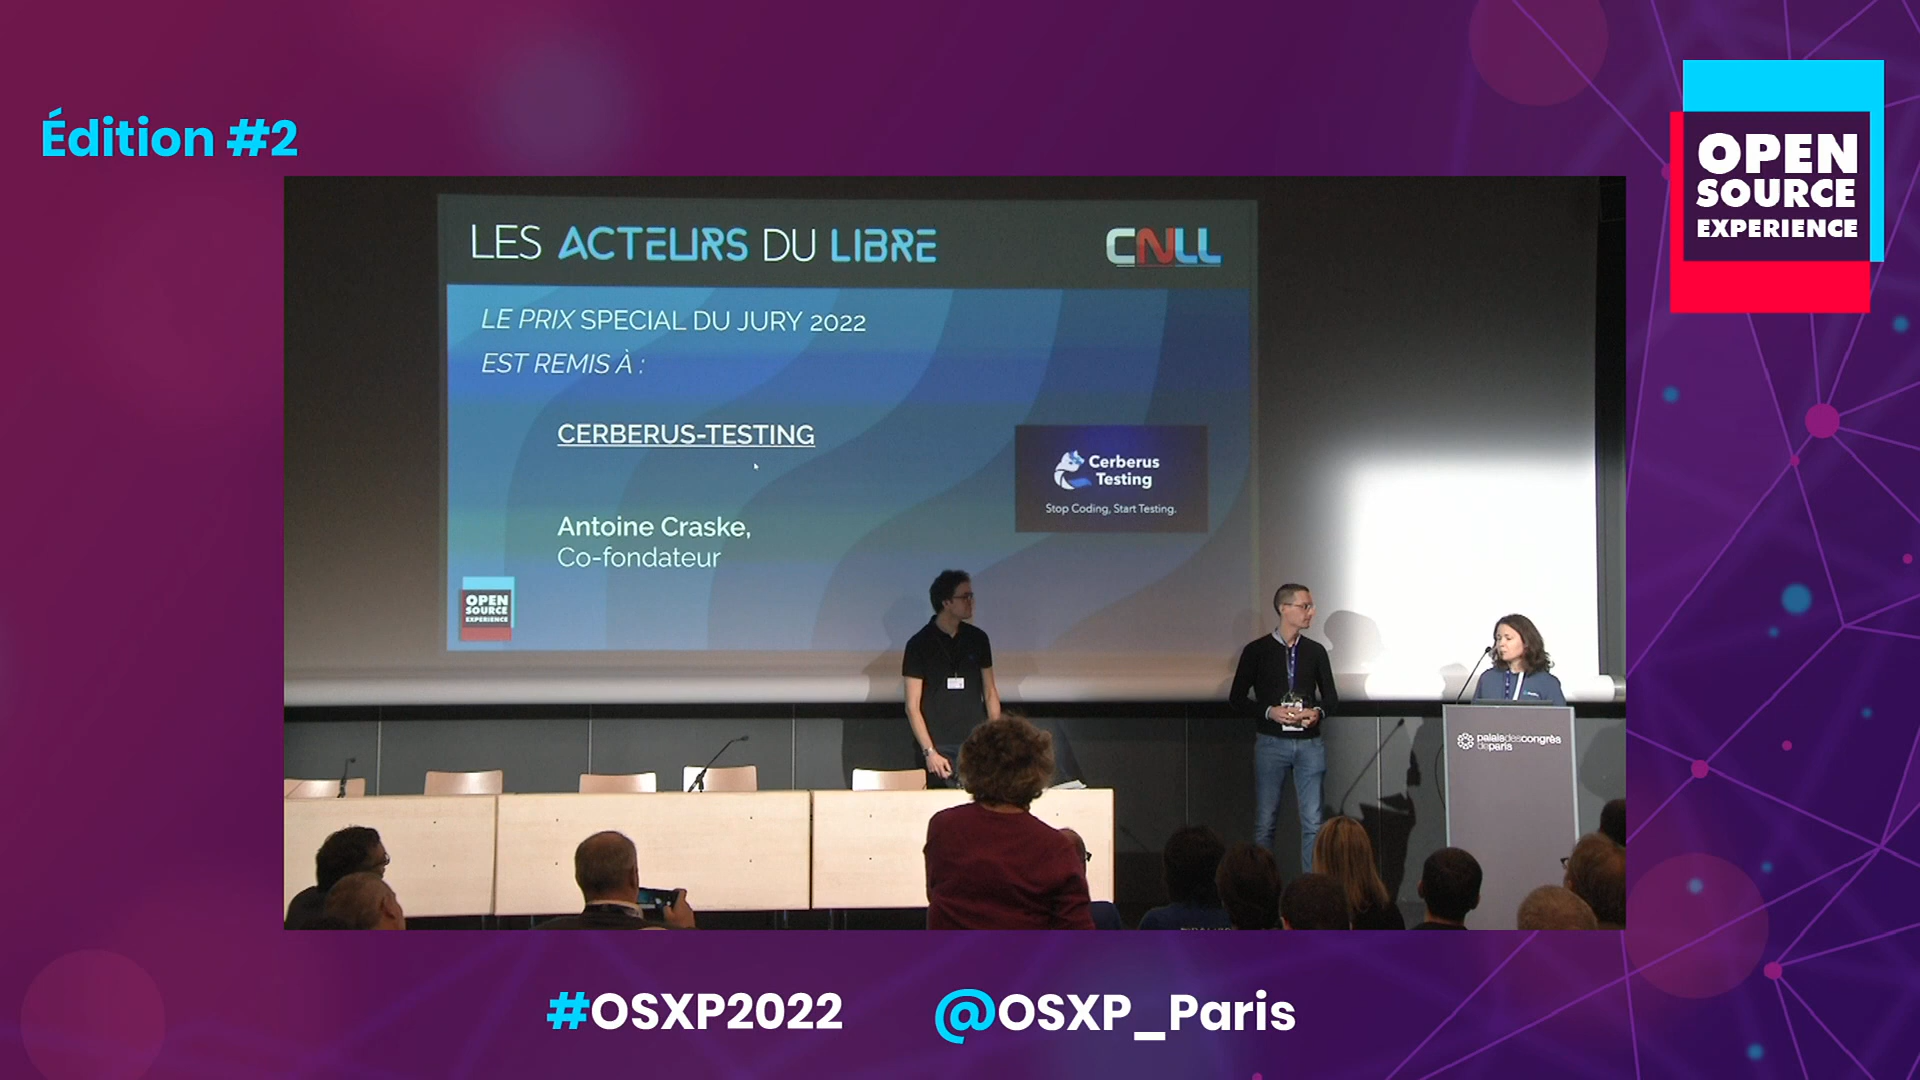 Édition #2
OPEN
SOURCE
EXPERIENCE
LES ACTEURS DU LIBRE
CNLL
LE PRIX SPECIAL DU JURY 2022
EST REMIS À :
CERBERUS-TESTING
Cerberus
Testing
Stop Coding, Start Testing.
Antoine Craske,
Co-fondateur
OPEN
SOURCE
EXPERIENCE
palaisdescongrès
deparis
#OSXP2022
@OSXP_Paris